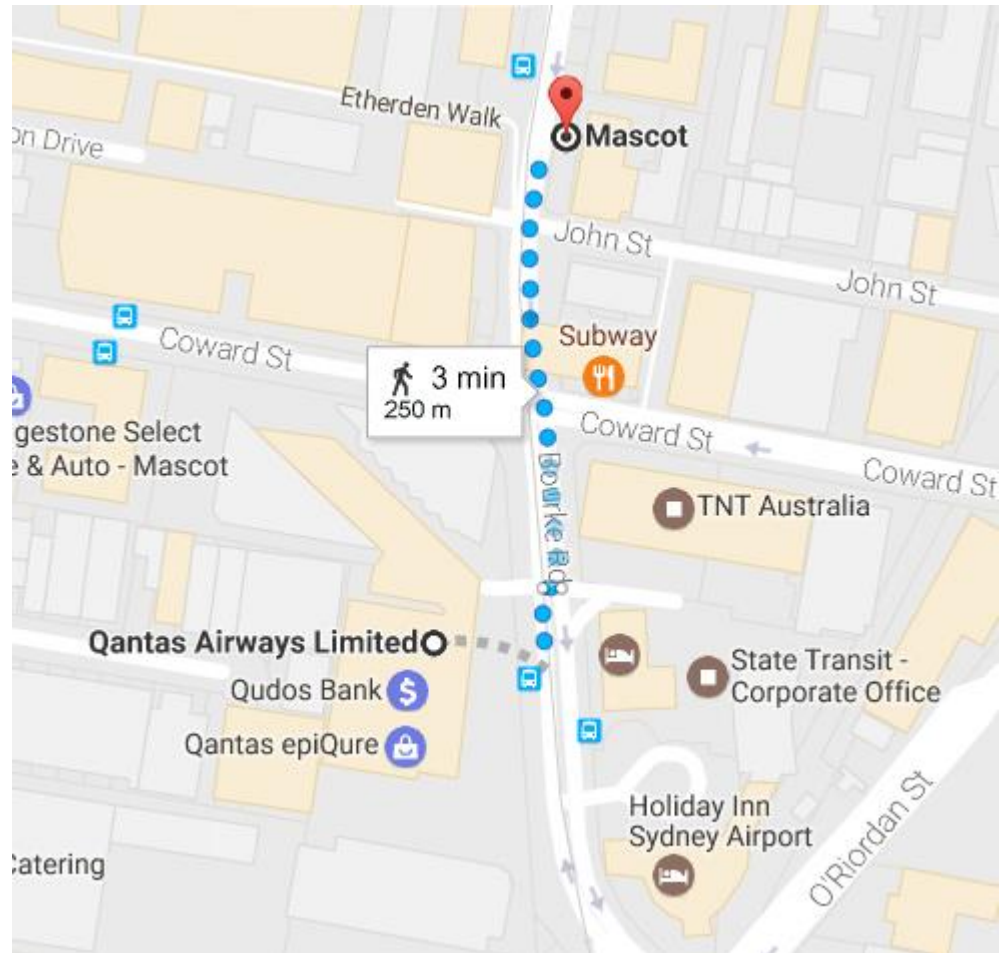 Etherden Walk
on Drive
Mascot
John St
John St
Coward St
Subway
3 min
250 m
gestone Select
e & Auto - Mascot
Coward St
Coward St
Bourke Rd
TNT Australia
Qantas Airways Limited
Qudos Bank
$
State Transit -
Corporate Office
Qantas epiQure
Holiday Inn
Sydney Airport
O'Riordan St
Catering